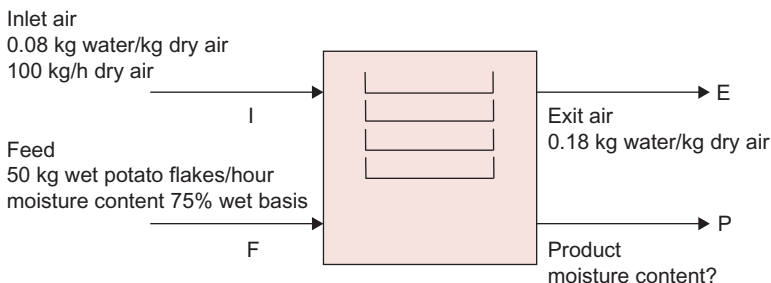 Inlet air
0.08 kg water/kg dry air
100 kg/h dry air
I
E
Exit air
0.18 kg water/kg dry air
Feed
50 kg wet potato flakes/hour
moisture content 75% wet basis
F
P
Product
moisture content?